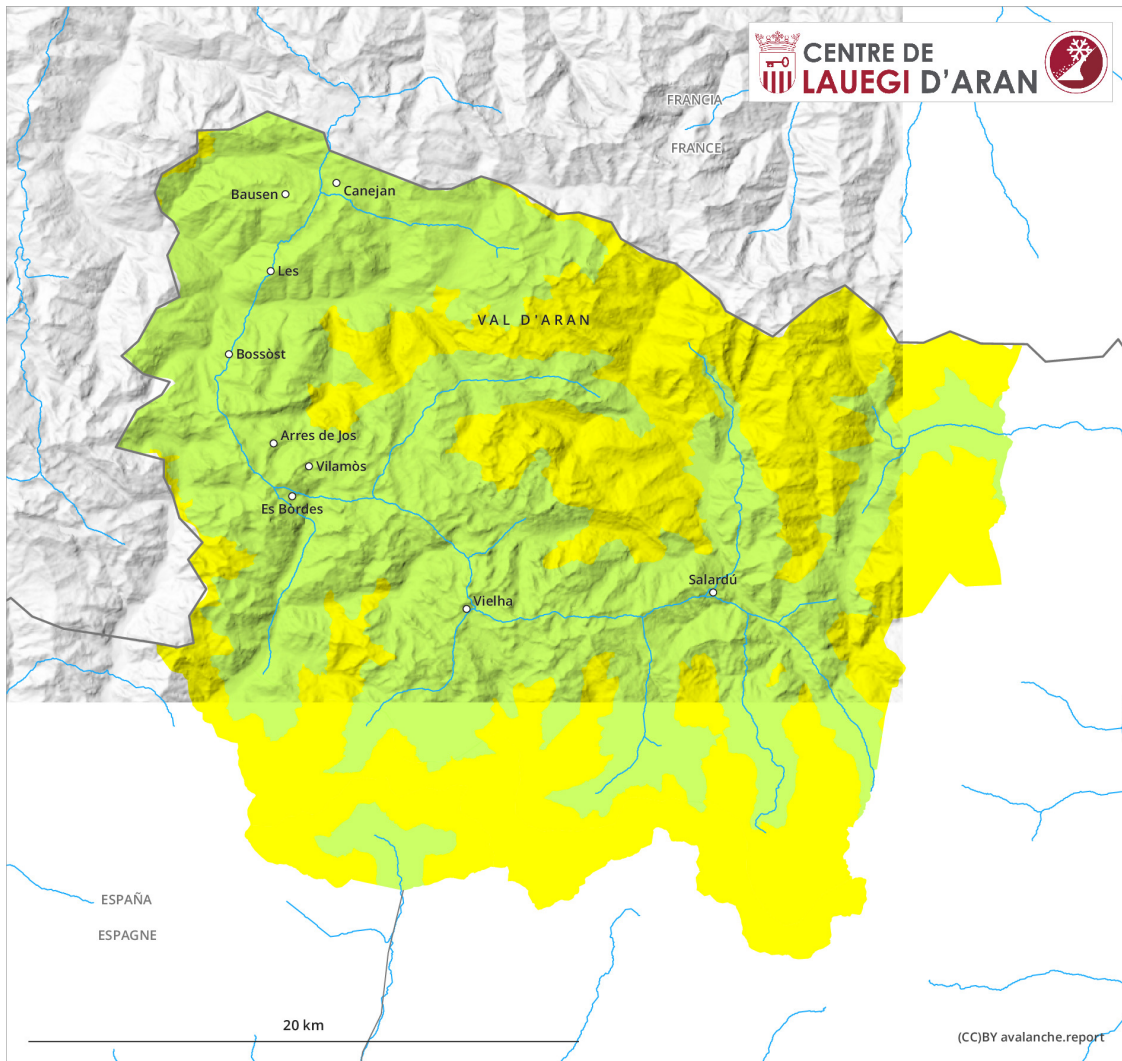 CENTRE DE
LAUEGI D'ARAN
FRANCIA
FRANCE
Bausen
Canejan
Les
VAL D'ARAN
Bossòst
Arres de Jos
Vilamòs
Es Bòrdes
Salardú
Vielha
ESPAÑA
ESPAGNE
20 km
(CC)BY avalanche.report